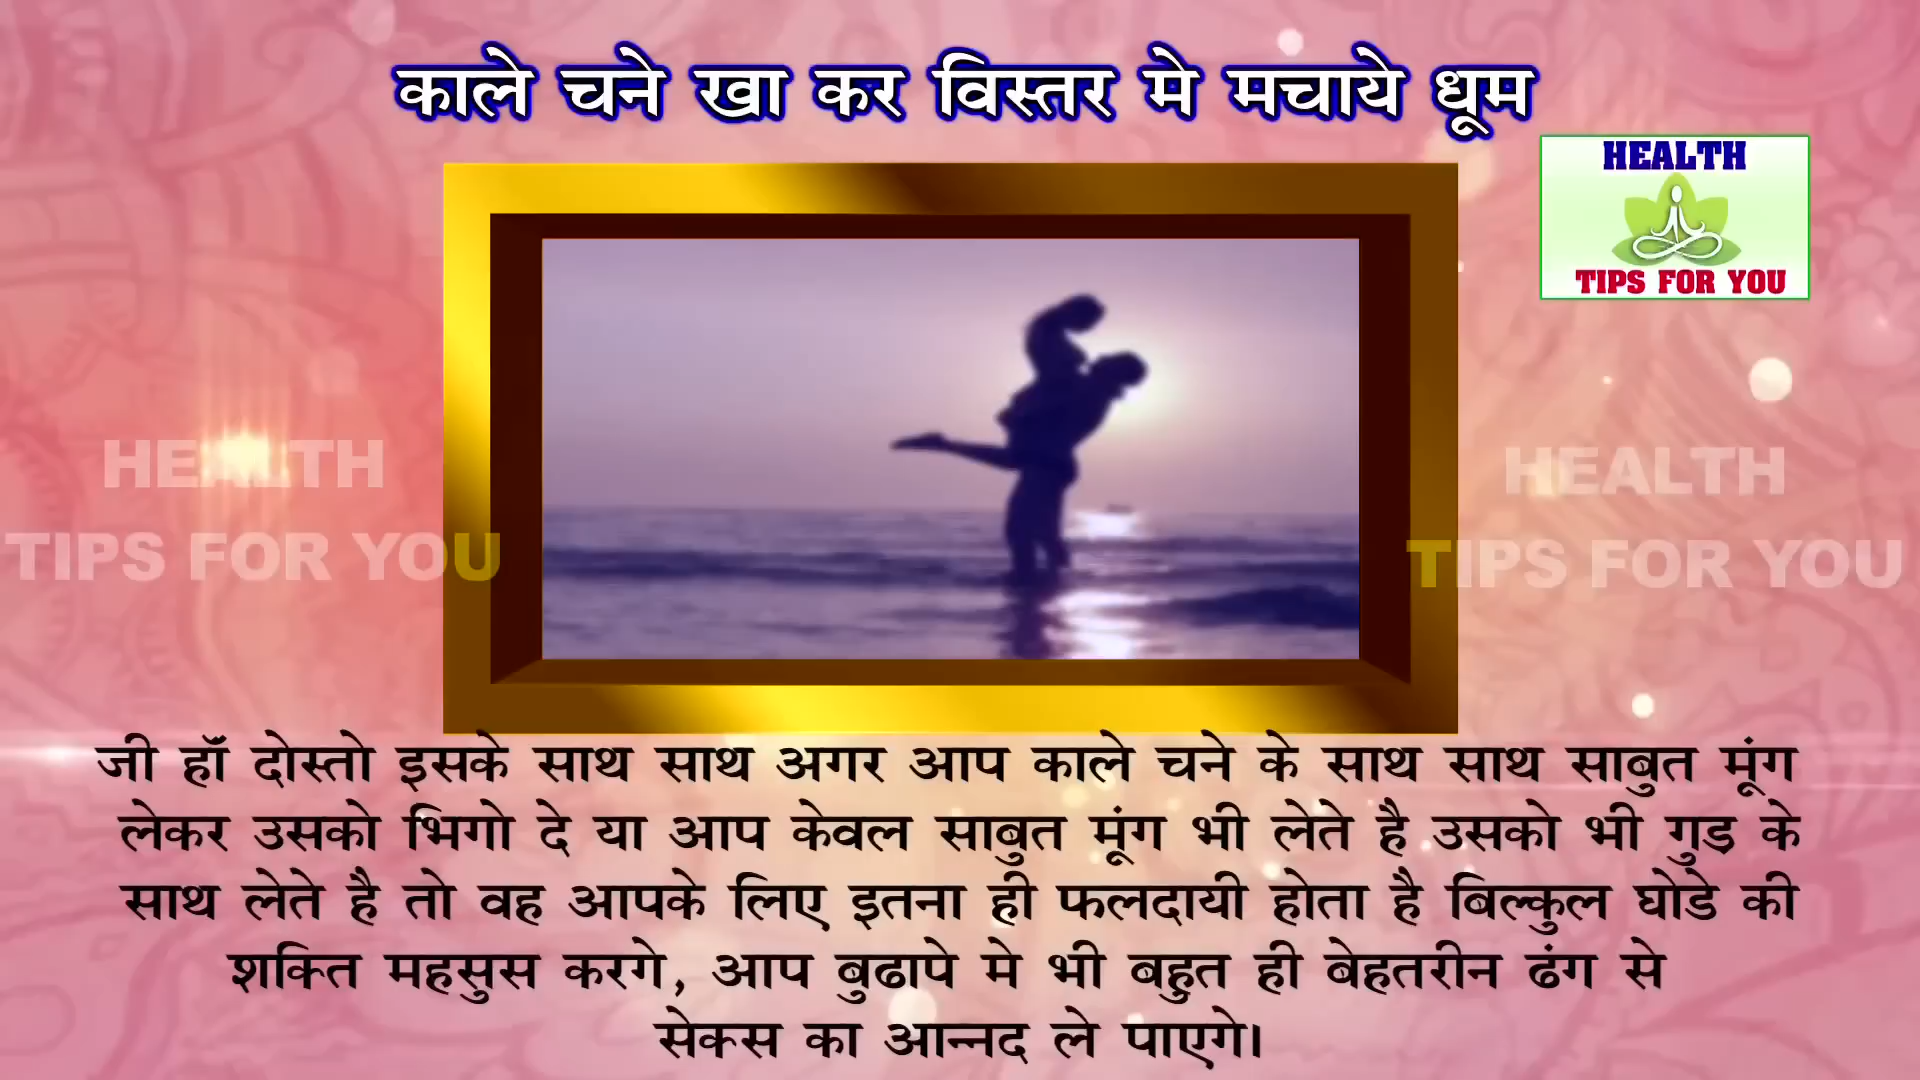 काले चने खा कर विस्तर मे मचाये धूम
HEALTH
TIPS FOR YOU
HEALTH
TIPS FOR YOU
HEALTH
TIPS FOR YOU
जी हॉं दोस्तो इसके साथ साथ अगर आप काले चने के साथ साथ साबुत मूंग
लेकर उसको भिगो दे या आप केवल साबुत मूंग भी लेते है उसको भी गुड के
साथ लेते है तो वह आपके लिए इतना ही फलदायी होता है बिल्कुल घोडे की
शक्ति महसुस करगे, आप बुढापे मे भी बहुत ही बेहतरीन ढंग से
सेकस का आन्नद ले पाएगे।